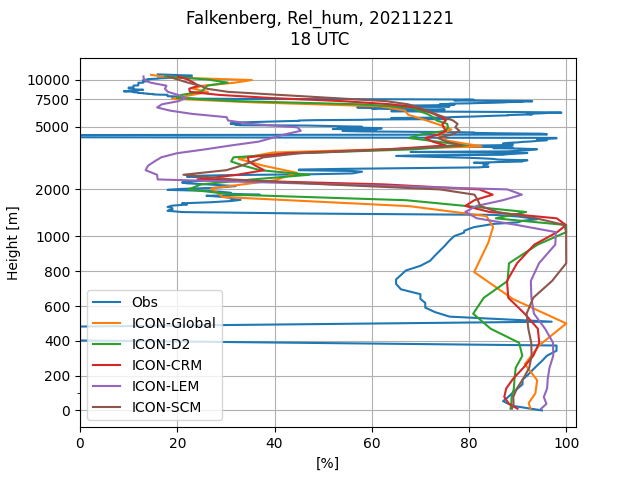 Falkenberg, Rel_hum, 20211221
18 UTC
10000
7500
5000
2000
1000
800
600
400
200
0
Height [m]
Obs
ICON-Global
ICON-D2
ICON-CRM
ICON-LEM
ICON-SCM
0 20 40 60 80 100
[%]